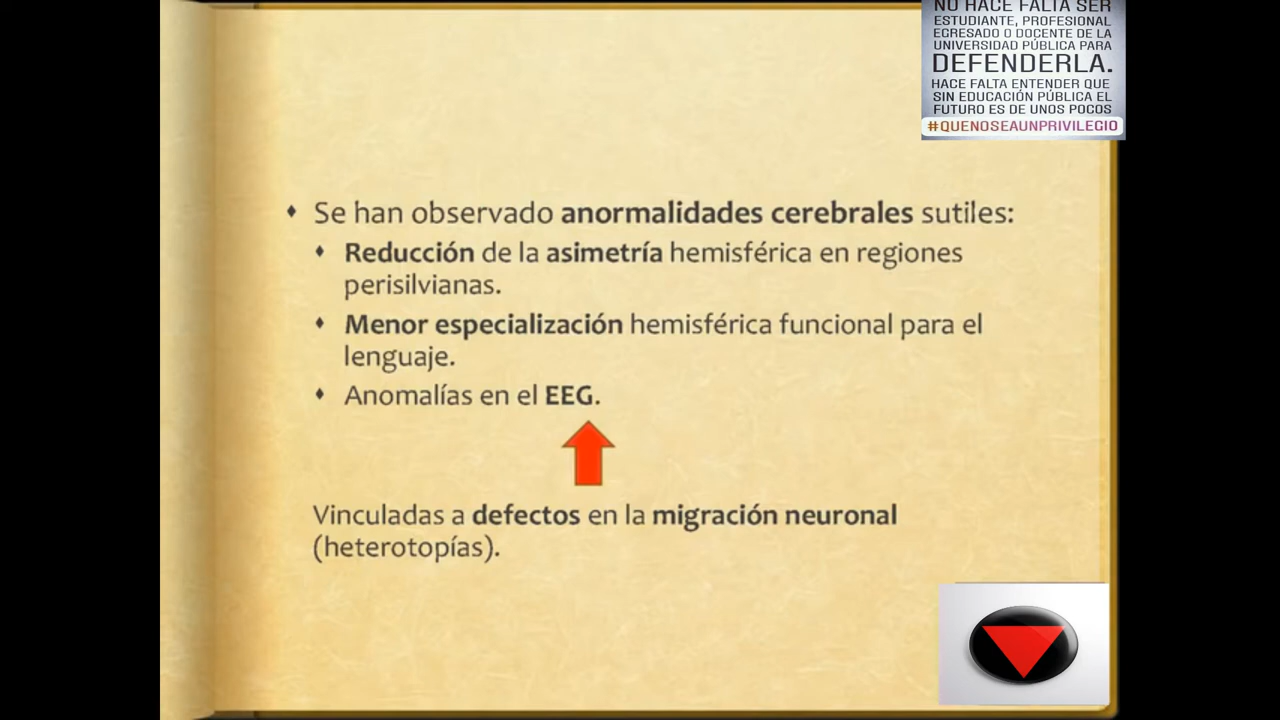 NO HACE FALTA SER
ESTUDIANTE, PROFESIONAL
EGRESADO O DOCENTE DE LA
UNIVERSIDAD PÚBLICA PARA
DEFENDERLA.
HACE FALTA ENTENDER QUE
SIN EDUCACIÓN PÚBLICA EL
FUTURO ES DE UNOS POCOS
#QUENOSEAUNPRIVILEGIO
Se han observado anormalidades cerebrales sutiles:
Reducción de la asimetría hemisférica en regiones
perisilvianas.
Menor especialización hemisférica funcional para el
lenguaje.
Anomalías en el EEG.
Vinculadas a defectos en la migración neuronal
(heterotopías).